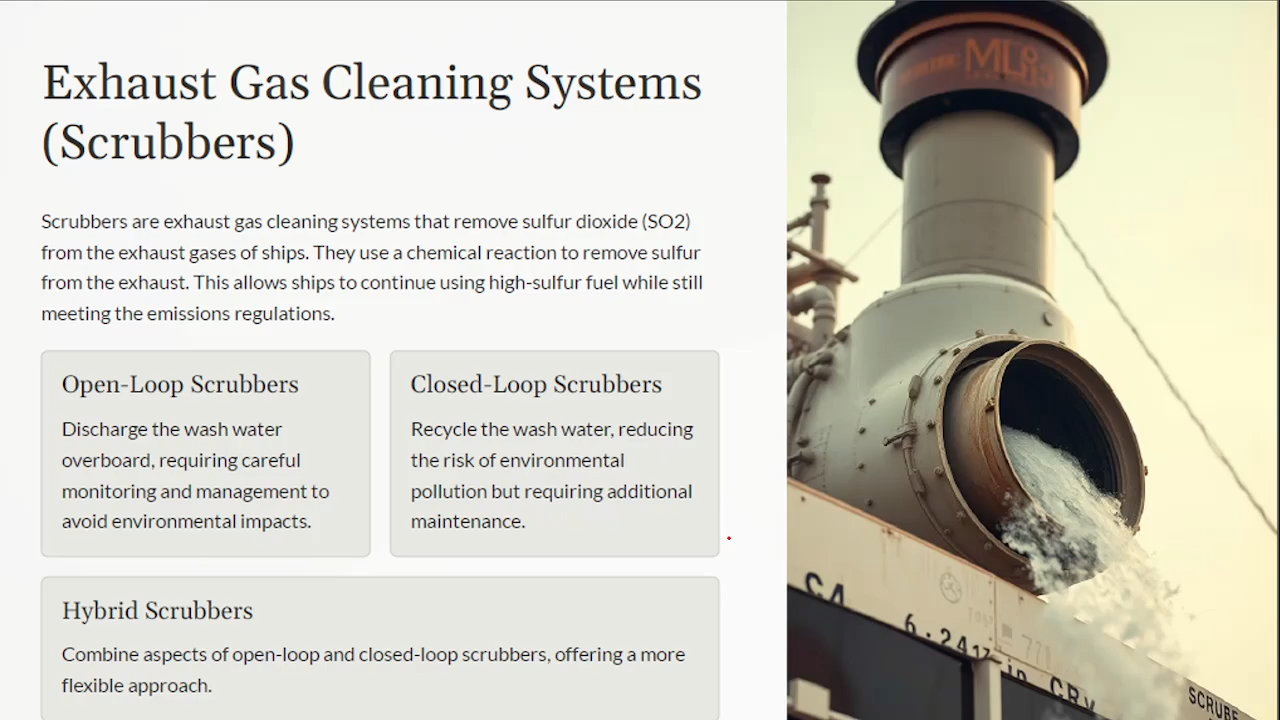 Exhaust Gas Cleaning Systems
(Scrubbers)
Scrubbers are exhaust gas cleaning systems that remove sulfur dioxide (SO2)
from the exhaust gases of ships. They use a chemical reaction to remove sulfur
from the exhaust. This allows ships to continue using high-sulfur fuel while still
meeting the emissions regulations.
Open-Loop Scrubbers
Discharge the wash water
overboard, requiring careful
monitoring and management to
avoid environmental impacts.
Closed-Loop Scrubbers
Recycle the wash water, reducing
the risk of environmental
pollution but requiring additional
maintenance.
Hybrid Scrubbers
Combine aspects of open-loop and closed-loop scrubbers, offering a more
flexible approach.